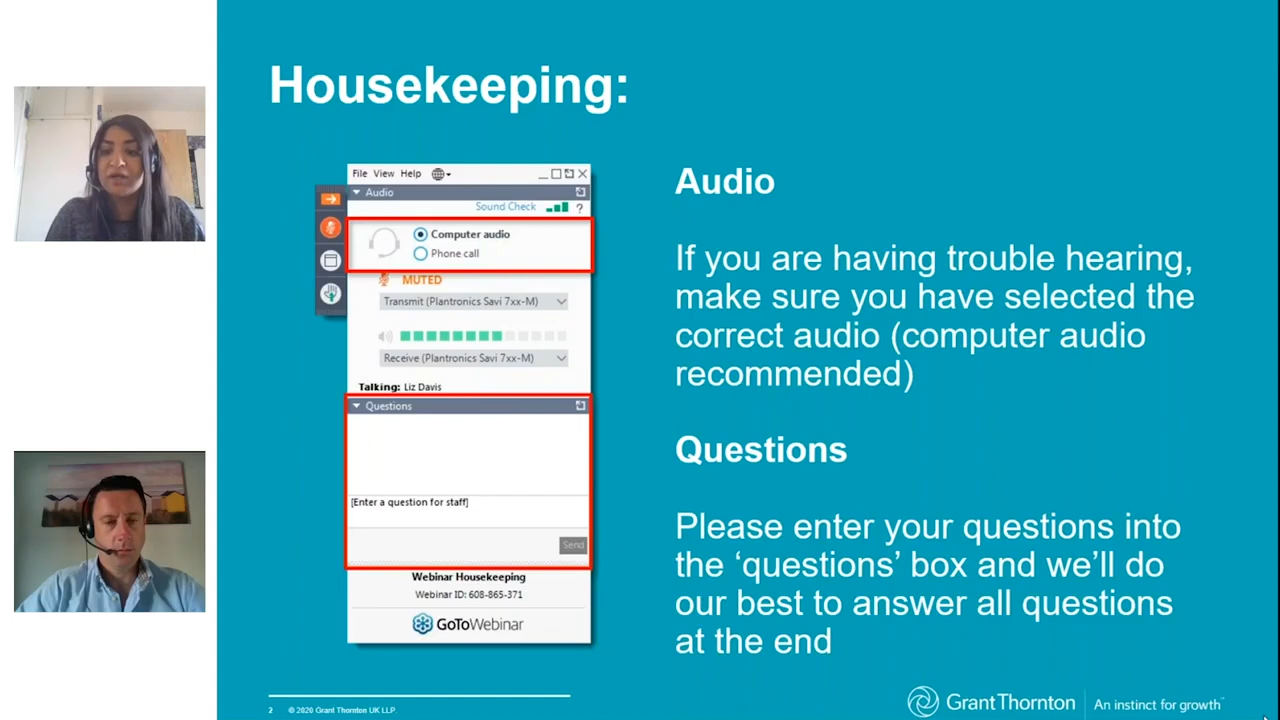 Housekeeping:
File View Help
Audio
Sound Check
?
Computer audio
Phone call
MUTED
Transmit (Plantronics Savi 7xx-M)
Receive (Plantronics Savi 7xx-M)
Talking: Liz Davis
Questions
[Enter a question for staff]
Send
Webinar Housekeeping
Webinar ID: 608-865-371
GoToWebinar
Audio
If you are having trouble hearing,
make sure you have selected the
correct audio (computer audio
recommended)
Questions
Please enter your questions into
the ‘questions’ box and we’ll do
our best to answer all questions
at the end
2 © 2020 Grant Thornton UK LLP.
GrantThornton
An instinct for growth™